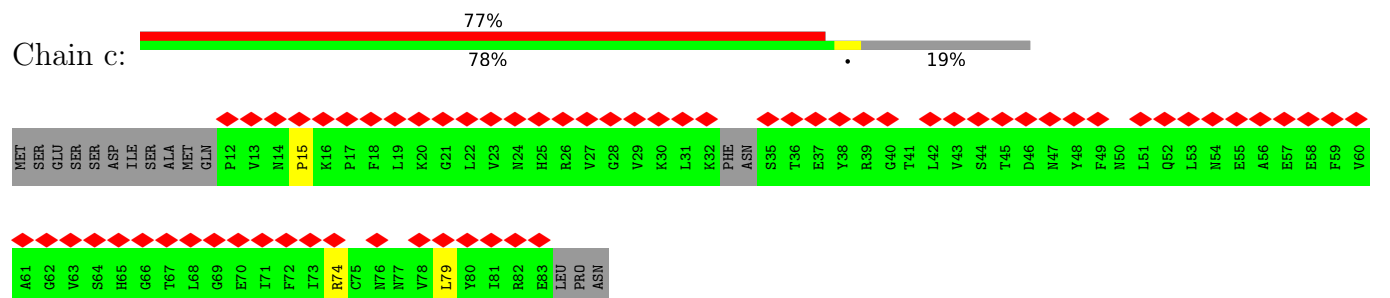 77%
Chain c:
78% • 19%
MET SER GLU SER SER ASP ILE SER ALA MET GLN P12 V13 N14 P15 K16 P17 F18 L19 K20 G21 L22 V23 N24 H25 R26 V27 G28 V29 K30 L31 K32 PHE ASN S35 T36 E37 Y38 R39 G40 T41 L42 V43 S44 T45 D46 N47 Y48 F49 N50 L51 Q52 L53 N54 E55 A56 E57 E58 F59 V60
A61 G62 V63 S64 H65 G66 T67 L68 G69 E70 I71 F72 I73 R74 C75 N76 N77 V78 L79 Y80 I81 R82 E83 LEU PRO ASN